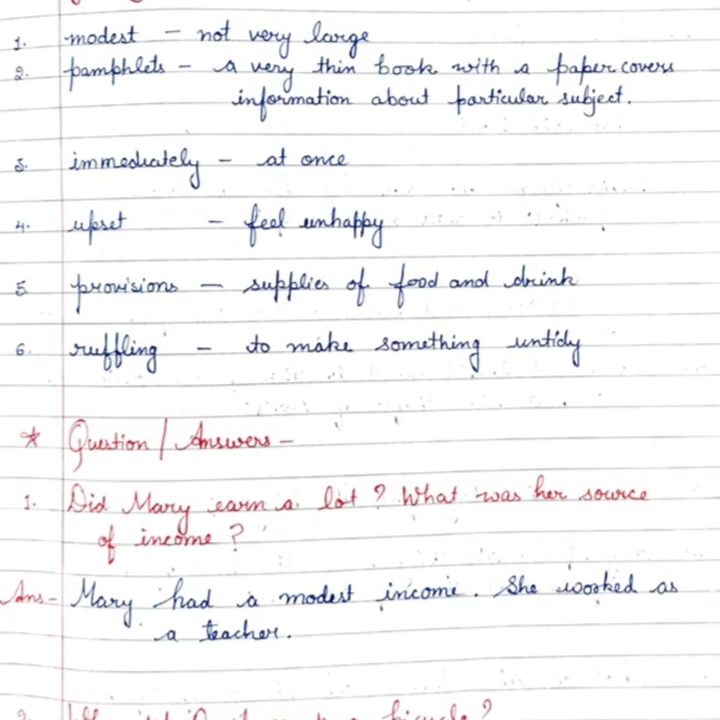 1. modest – not very large
2. pamphlets – a very thin book with a paper covers
information about particular subject.
3. immediately – at once
4. upset – feel unhappy
5. provisions – supplies of food and drink
6. ruffling – to make something untidy
* Question / Answers –
1. Did Mary earn a lot ? What was her source
of income ?
Ans – Mary had a modest income. She worked as
a teacher.
2. bicycle ?